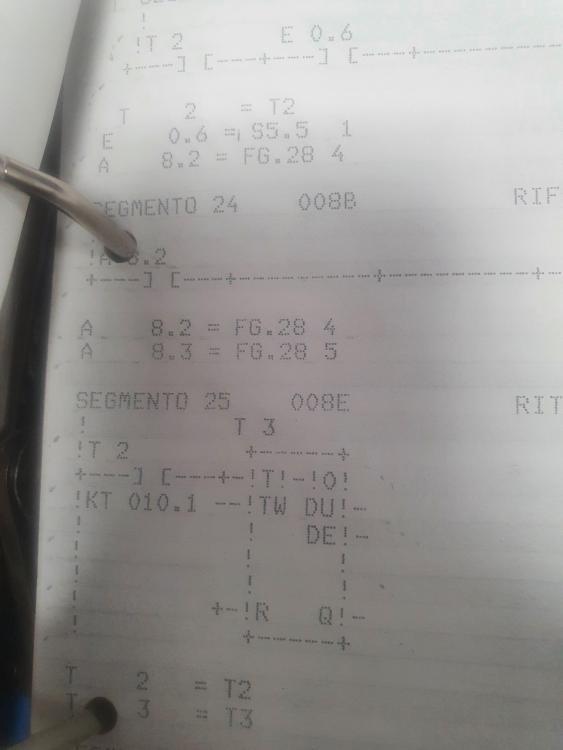 !
!T 2 E 0.6
+---] [---+---] [---+----------
T 2 = T2
E 0.6 = S5.5 1
A 8.2 = FG.28 4
SEGMENTO 24 008B RIF
!A 8.2
+---] [---+--------------+--------------+--
A 8.2 = FG.28 4
A 8.3 = FG.28 5
SEGMENTO 25 008E RIT
! T 3
!T 2 +-------+
+---] [---+-!T!-!0!
!KT 010.1 --!TW DU!-
! ! DE!-
! ! !
! ! !
! +-!R Q!-
! +-------+
T 2 = T2
T 3 = T3